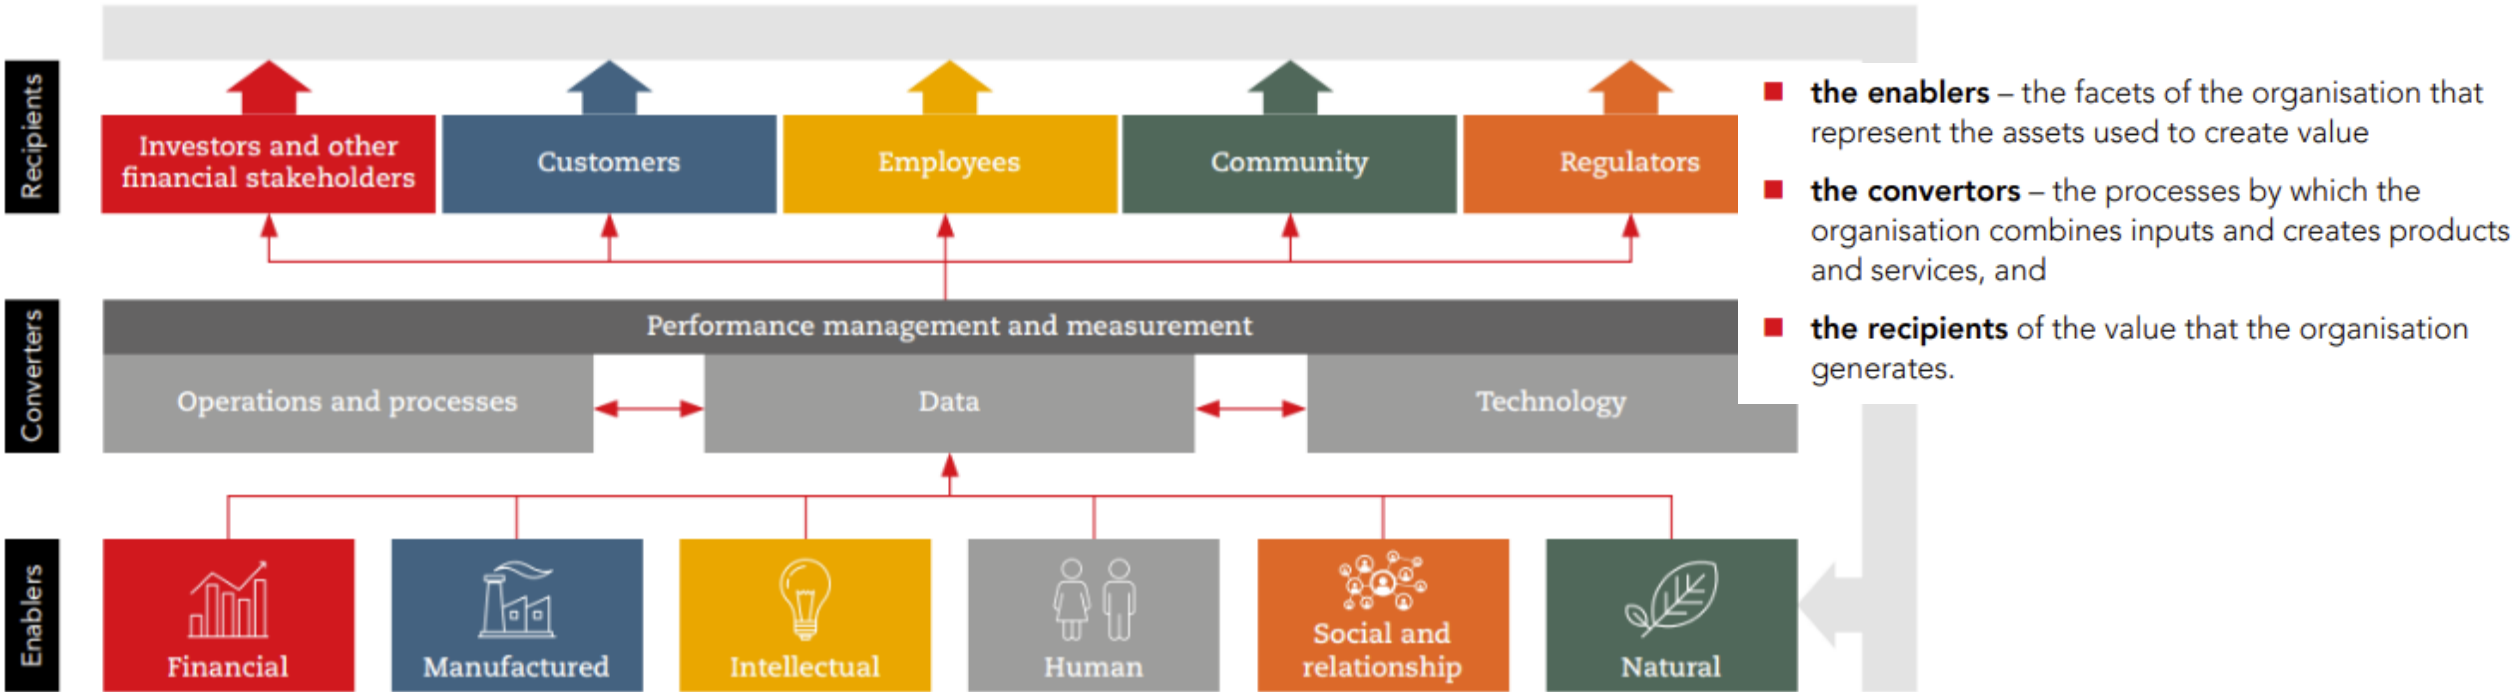 Recipients
Investors and other
financial stakeholders
Customers
Employees
Community
Regulators
Converters
Performance management and measurement
Operations and processes
Data
Technology
Enablers
Financial
Manufactured
Intellectual
Human
Social and
relationship
Natural
the enablers – the facets of the organisation that
represent the assets used to create value
the convertors – the processes by which the
organisation combines inputs and creates products
and services, and
the recipients of the value that the organisation
generates.